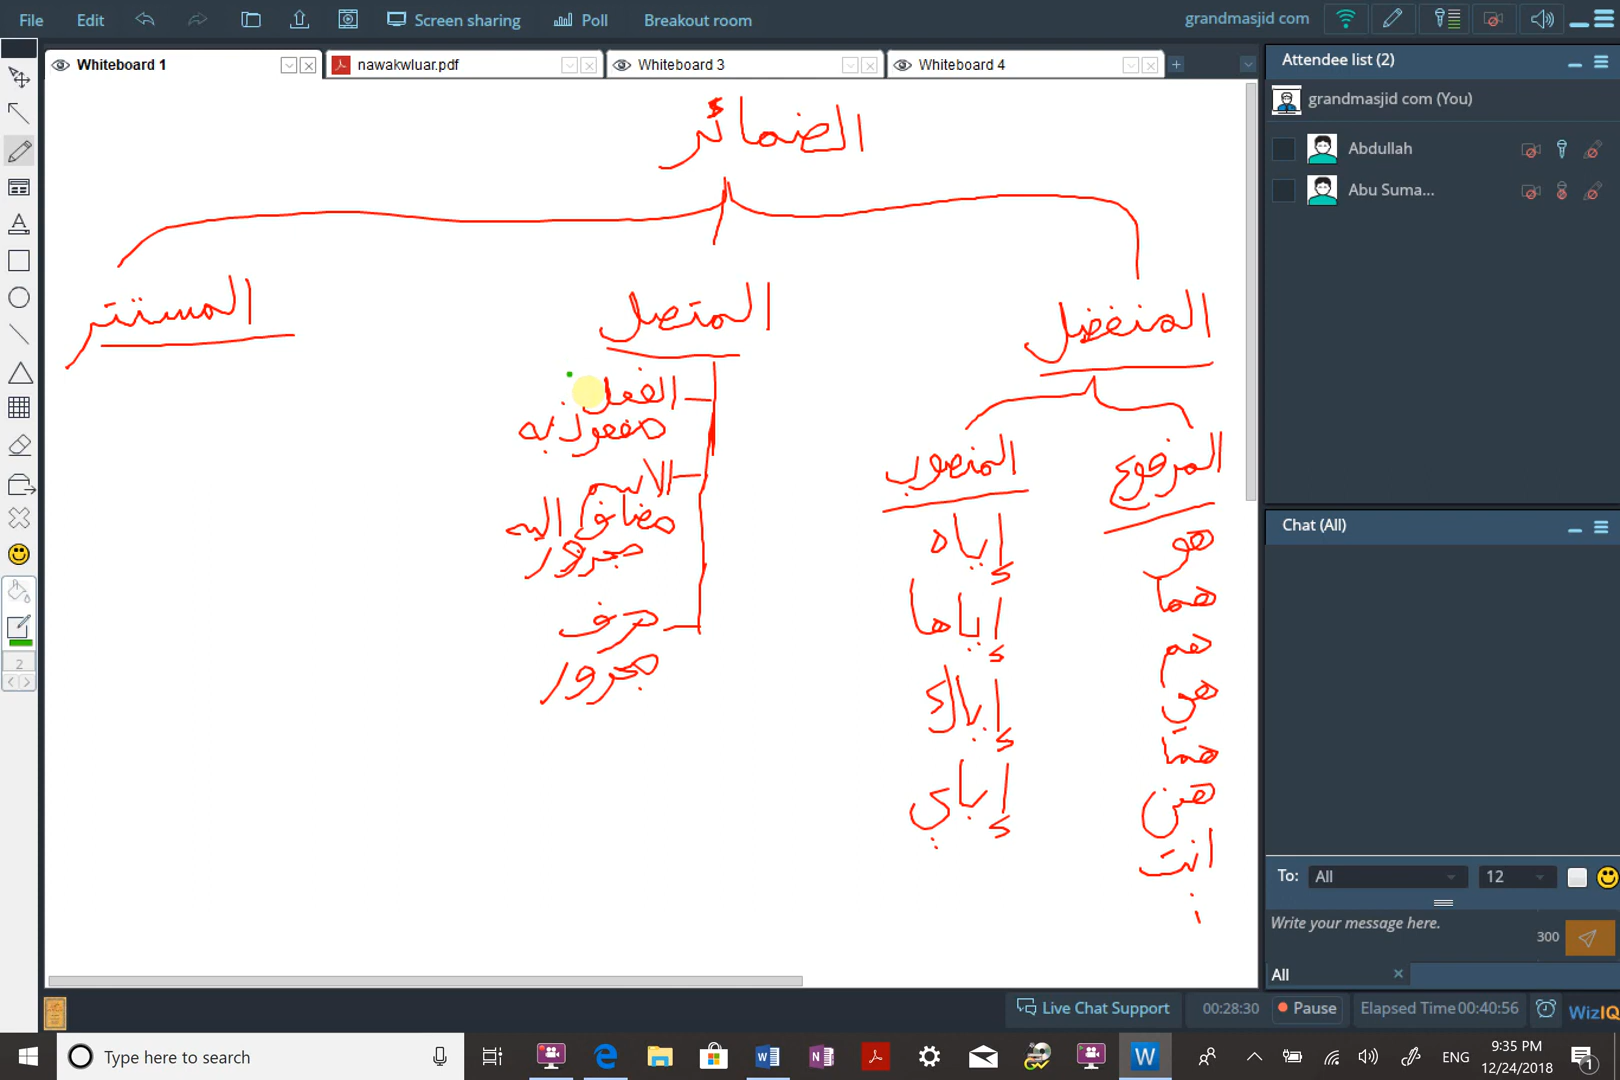 File Edit Screen sharing Poll Breakout room grandmasjid com
Whiteboard 1 nawakwluar.pdf Whiteboard 3 Whiteboard 4
الضمائر
المنفضل
المتصل
المستتر
المرفوع
المنصوب
هو
هما
هم
هي
هما
هن
انت
إياه
إياها
إياك
إياي
الفعل
مفعول به
الاسم
مضاف اليه
مجرور
حرف
مجرور
Attendee list (2)
grandmasjid com (You)
Abdullah
Abu Suma...
Chat (All)
To: All 12
Write your message here.
300
All
Live Chat Support 00:28:30 Pause Elapsed Time 00:40:56 WizIQ
2
Type here to search
ENG 9:35 PM
12/24/2018
1